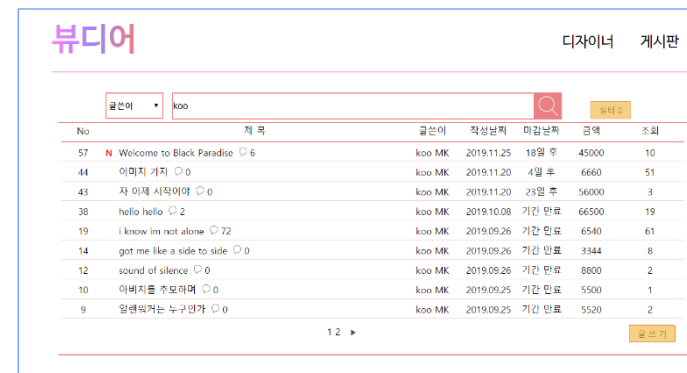 뷰디어
디자이너 게시판
글쓴이 ▼ koo
필터
No 제 목 글쓴이 작성날짜 마감날짜 금액 조회
57 N Welcome to Black Paradise 6 koo MK 2019.11.25 18일 후 45000 10
44 이미치 가자 0 koo MK 2019.11.20 4일 후 6660 51
43 자 이제 시작이야 0 koo MK 2019.11.20 23일 후 56000 3
38 hello hello 2 koo MK 2019.10.08 기간 만료 66500 19
19 i know im not alone 72 koo MK 2019.09.26 기간 만료 6540 61
14 got me like a side to side 0 koo MK 2019.09.26 기간 만료 3344 8
12 sound of silence 0 koo MK 2019.09.26 기간 만료 8800 2
10 아비치를 추모하며 0 koo MK 2019.09.25 기간 만료 5500 1
9 알렌워커는 누구인가 0 koo MK 2019.09.25 기간 만료 5520 2
1 2 ►
글 쓰 기